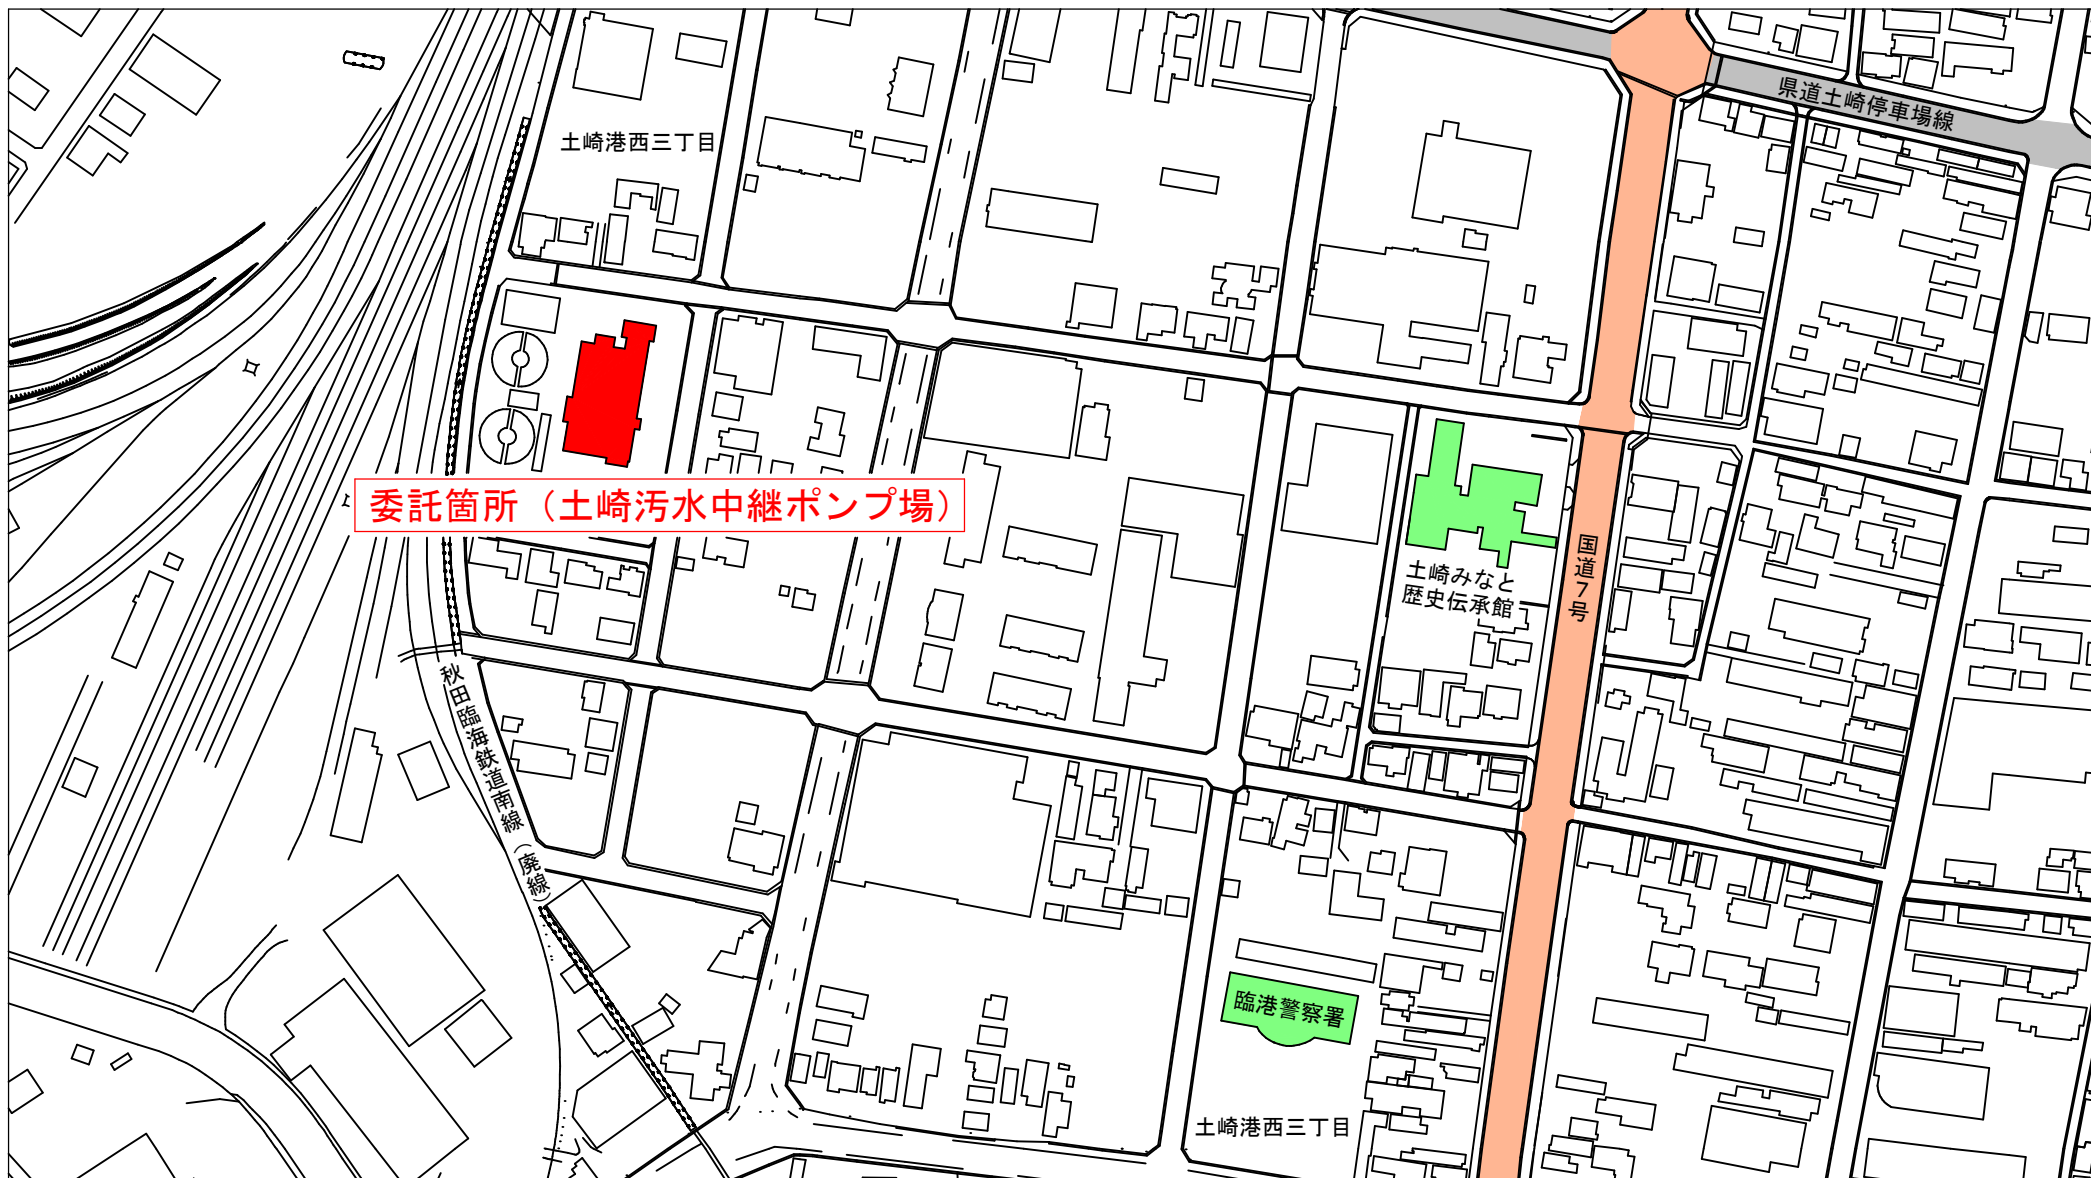 県道土崎停車場線
土崎港西三丁目
委託箇所（土崎汚水中継ポンプ場）
国道7号
土崎みなと
歴史伝承館
秋田臨海鉄道南線（廃線）
臨港警察署
土崎港西三丁目